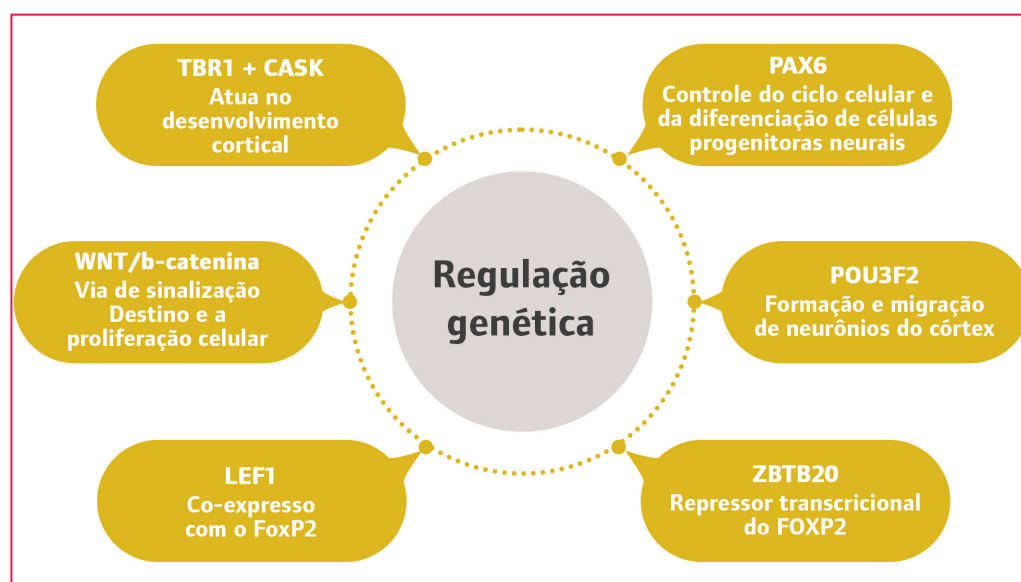 TBR1 + CASK
Atua no
desenvolvimento
cortical
PAX6
Controle do ciclo celular e
da diferenciação de células
progenitoras neurais
WNT/b-catenina
Via de sinalização
Destino e a
proliferação celular
Regulação
genética
POU3F2
Formação e migração
de neurônios do córtex
LEF1
Co-expresso
com o FoxP2
ZBTB20
Repressor transcricional
do FOXP2